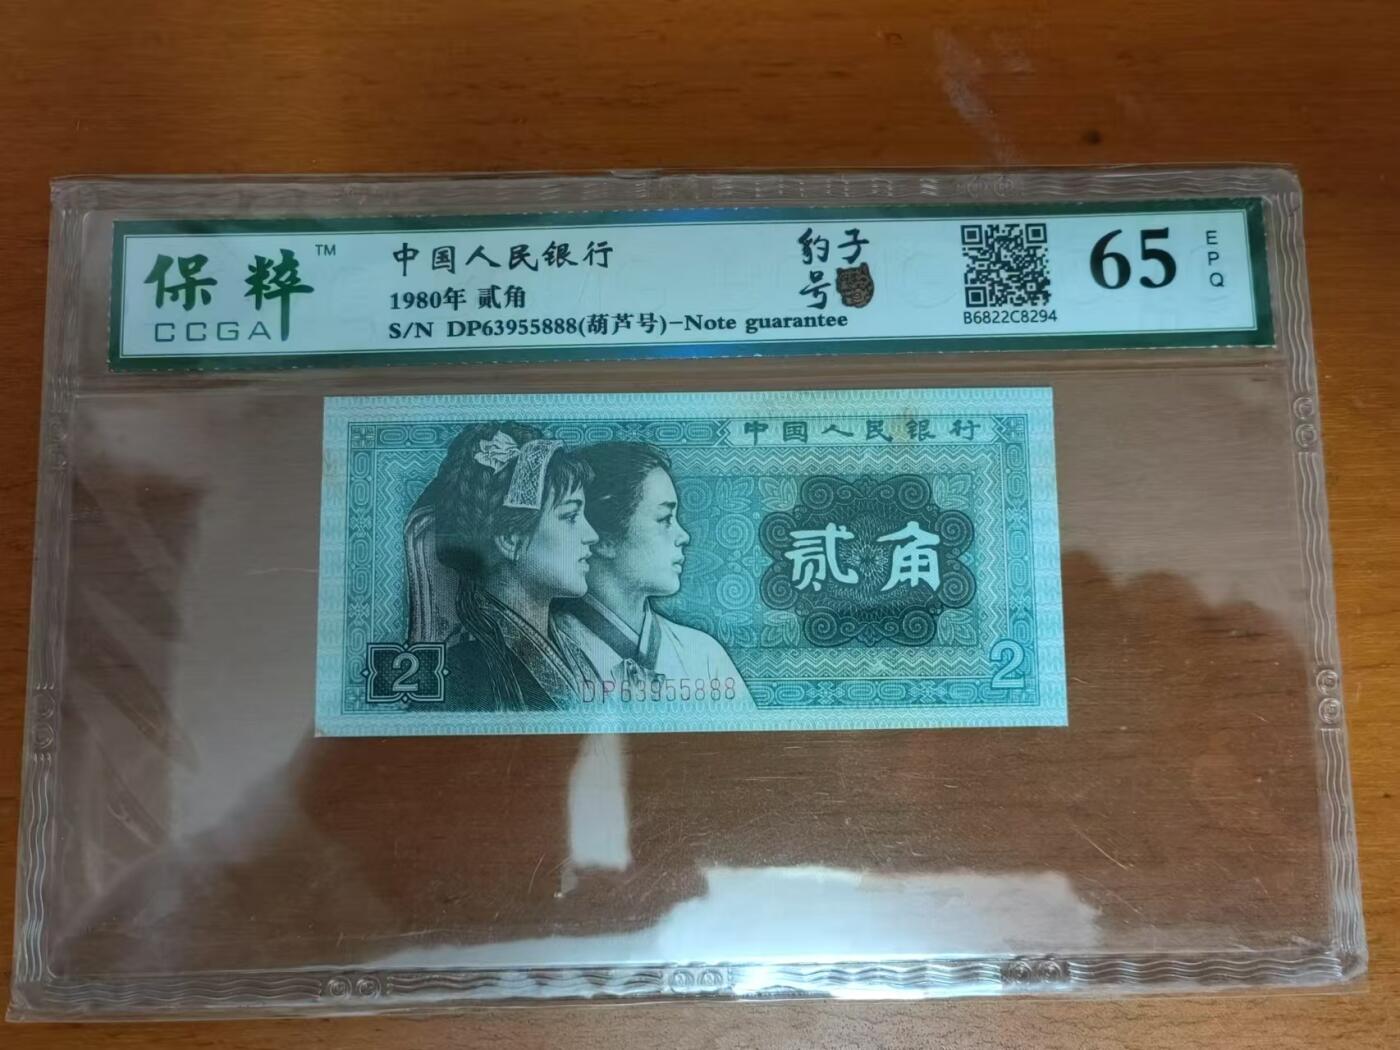 保粹™
CCGA
中国人民银行
1980年 贰角
S/N DP63955888(葫芦号)-Note guarantee
豹子
号
B6822C8294
65
EPQ
中国人民银行
贰角
2
DP63955888
2